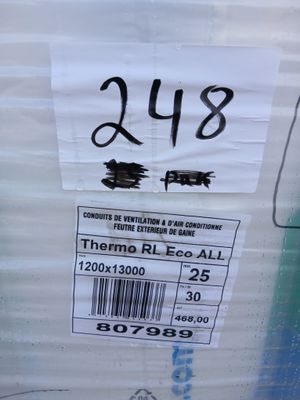 248
CONDUITS DE VENTILATION & D'AIR CONDITIONNE
FEUTRE EXTERIEUR DE GAINE
Thermo RL Eco ALL
1200x13000
25
30
468,00
807989
.com